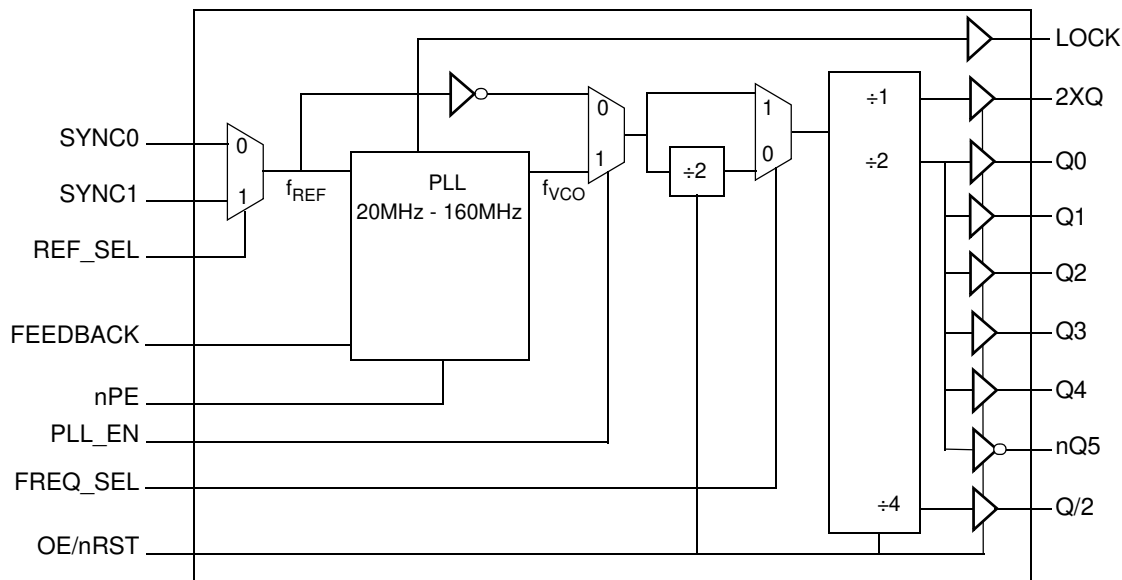 LOCK
÷1
2XQ
0
1
SYNC0
0
÷2
Q0
1
0
÷2
SYNC1
1
fREF
PLL
20MHz - 160MHz
fVCO
Q1
REF_SEL
Q2
FEEDBACK
Q3
nPE
Q4
PLL_EN
nQ5
FREQ_SEL
÷4
Q/2
OE/nRST